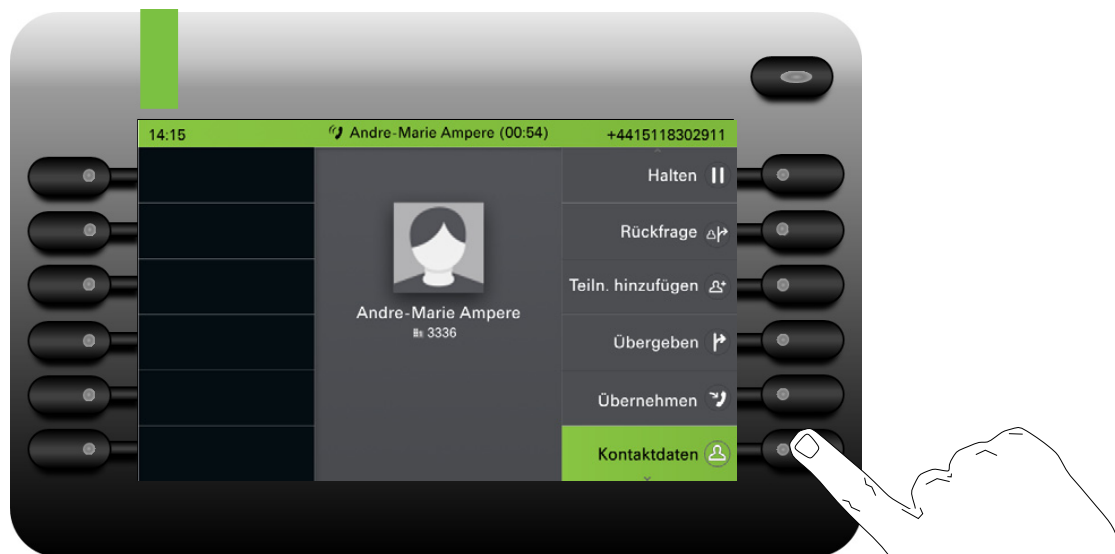 14:15 Andre-Marie Ampere (00:54) +4415118302911
Halten
Rückfrage
Teiln. hinzufügen
Andre-Marie Ampere
3336
Übergeben
Übernehmen
Kontaktdaten